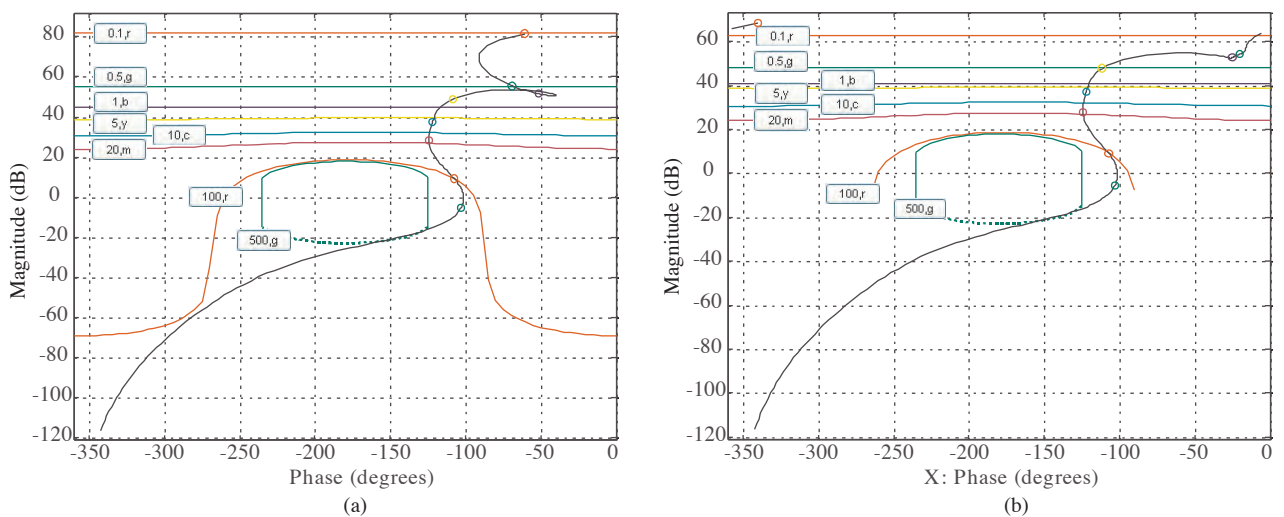 80
60
40
20
0
-20
-40
-60
-80
-100
-120
Magnitude (dB)
0.1,r
0.5,g
1,b
5,y
10,c
20,m
100,r
500,g
-350
-300
-250
-200
-150
-100
-50
0
Phase (degrees)
(a)
60
40
20
0
-20
-40
-60
-80
-100
-120
Magnitude (dB)
0.1,r
0.5,g
1,b
5,y
10,c
20,m
100,r
500,g
-350
-300
-250
-200
-150
-100
-50
0
X: Phase (degrees)
(b)